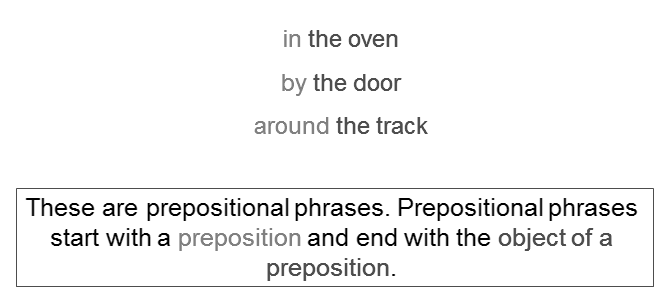 in the oven
by the door
around the track
These are prepositional phrases. Prepositional phrases
start with a preposition and end with the object of a
preposition.